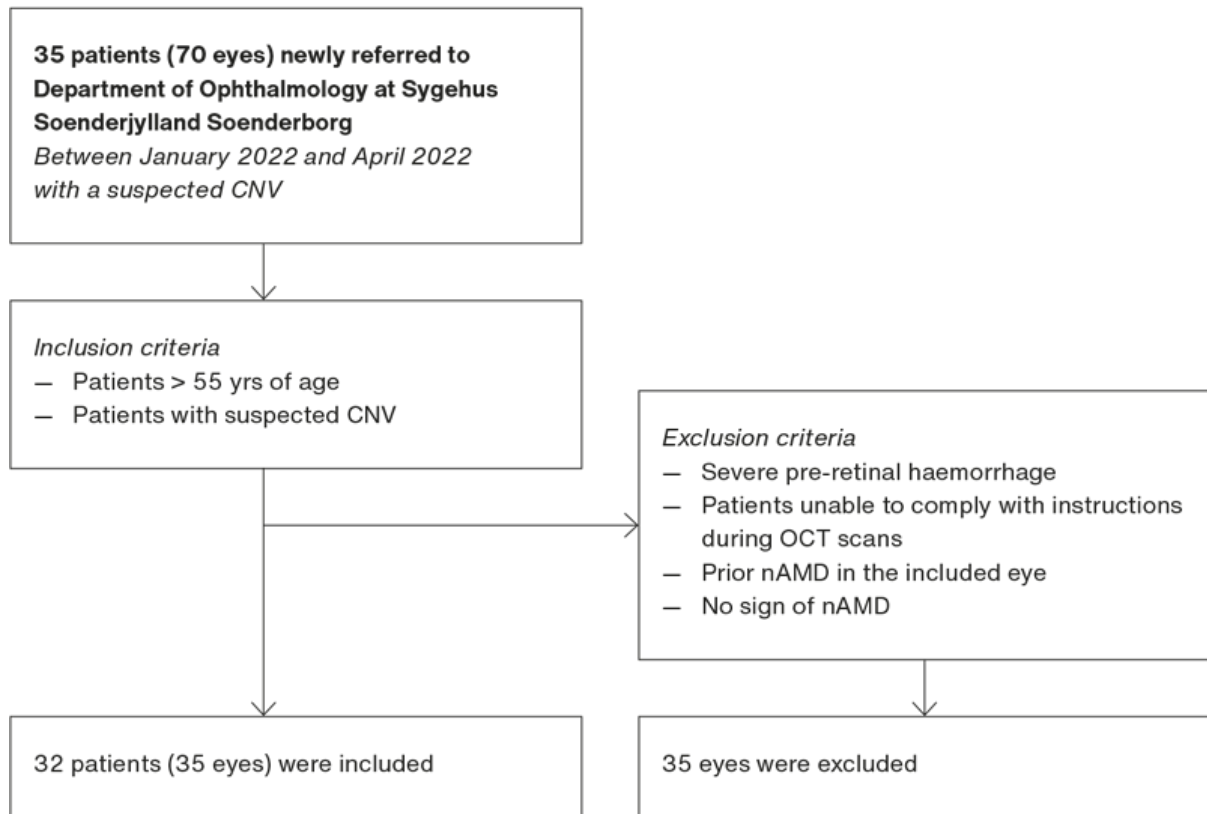 35 patients (70 eyes) newly referred to
Department of Ophthalmology at Sygehus
Soenderjylland Soenderborg
Between January 2022 and April 2022
with a suspected CNV
Inclusion criteria
— Patients > 55 yrs of age
— Patients with suspected CNV
Exclusion criteria
— Severe pre-retinal haemorrhage
— Patients unable to comply with instructions
during OCT scans
— Prior nAMD in the included eye
— No sign of nAMD
32 patients (35 eyes) were included
35 eyes were excluded